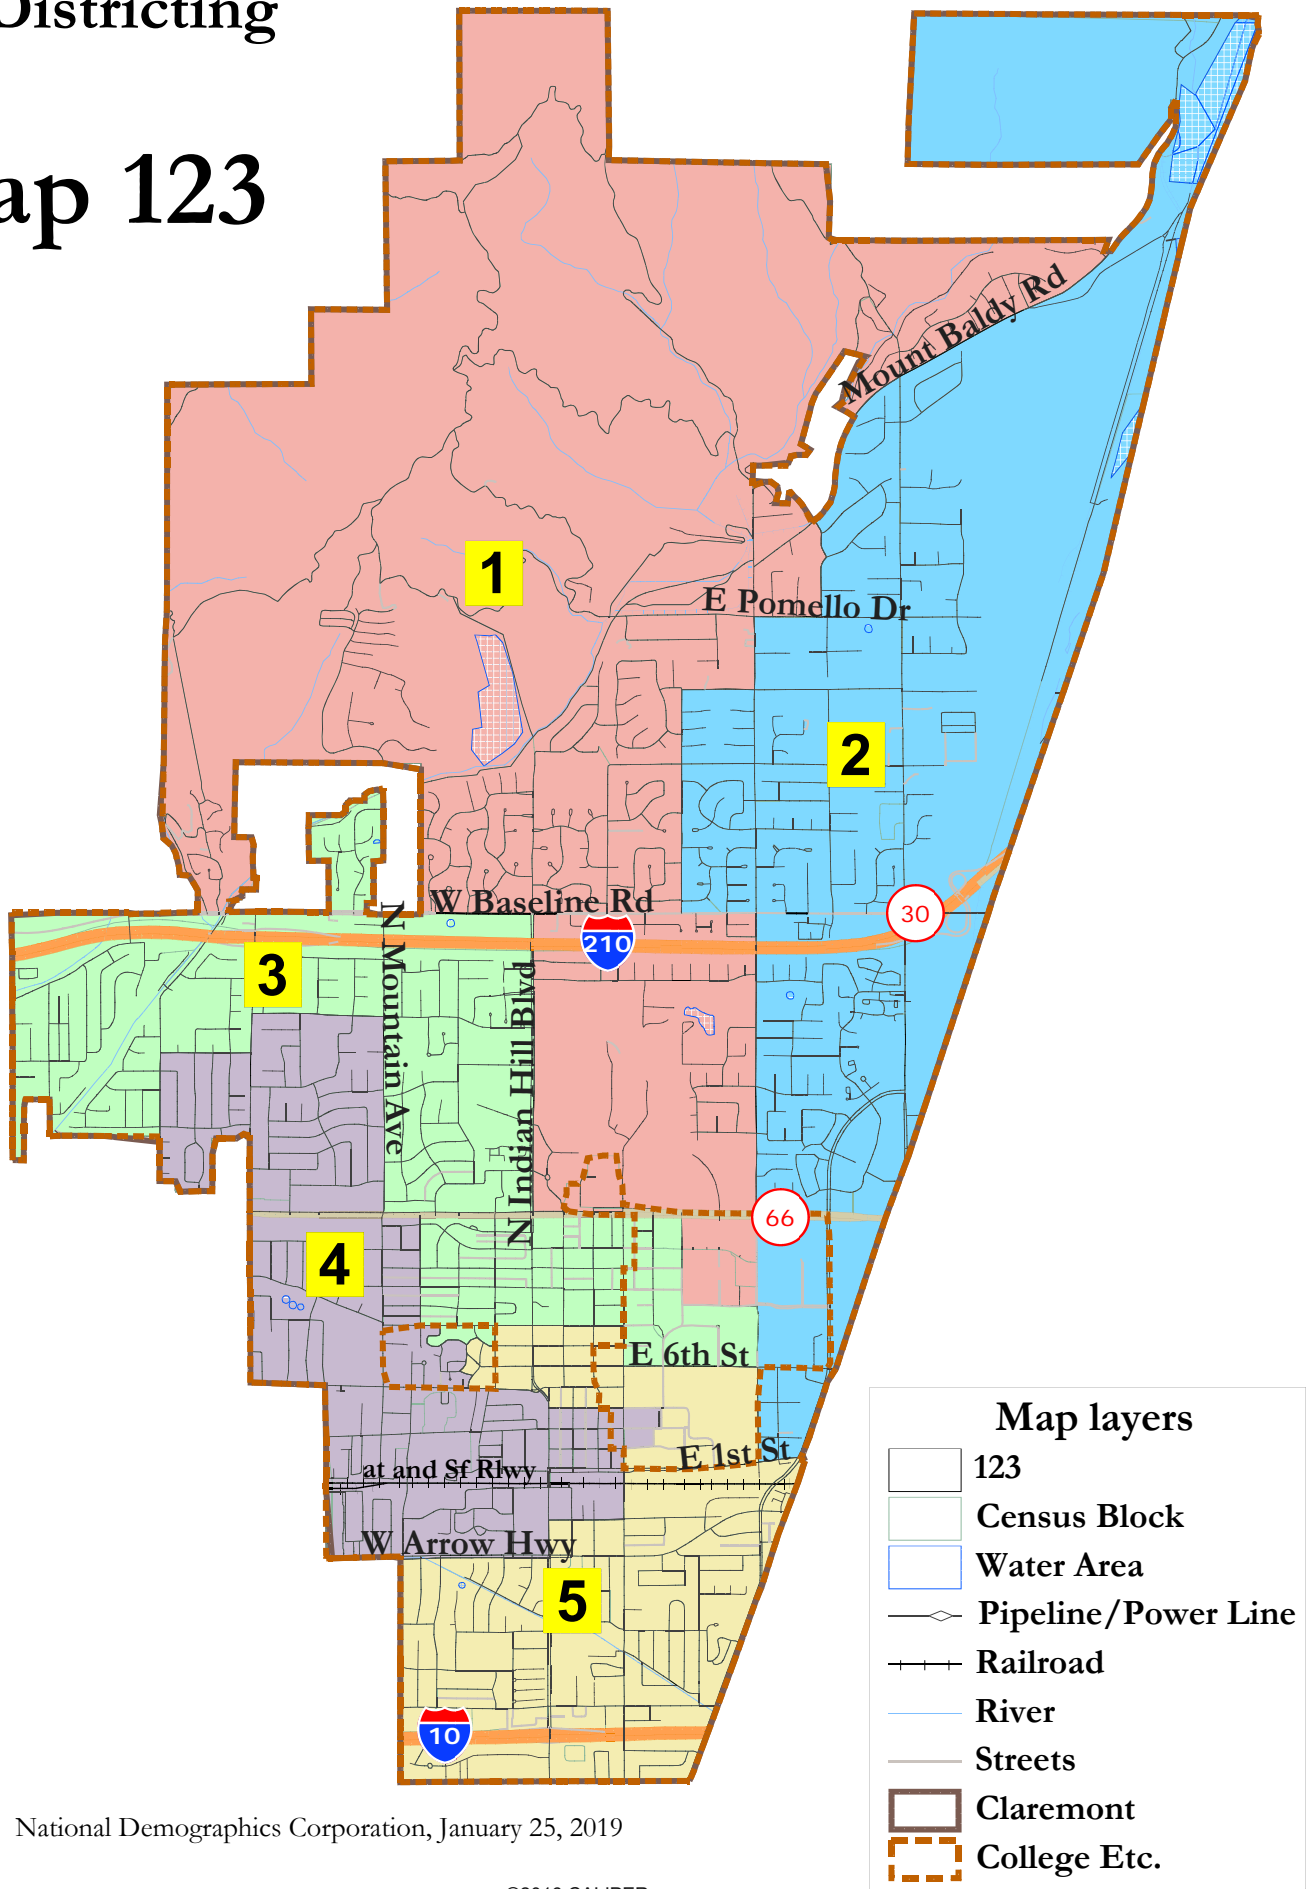 Districting
ap 123
Mount Baldy Rd
1
E Pomello Dr
2
W Baseline Rd
30
210
3
N Mountain Ave
N Indian Hill Blvd
66
4
E 6th St
E 1st St
at and Sf Rlwy
W Arrow Hwy
5
10
Map layers
123
Census Block
Water Area
Pipeline/Power Line
Railroad
River
Streets
Claremont
College Etc.
National Demographics Corporation, January 25, 2019